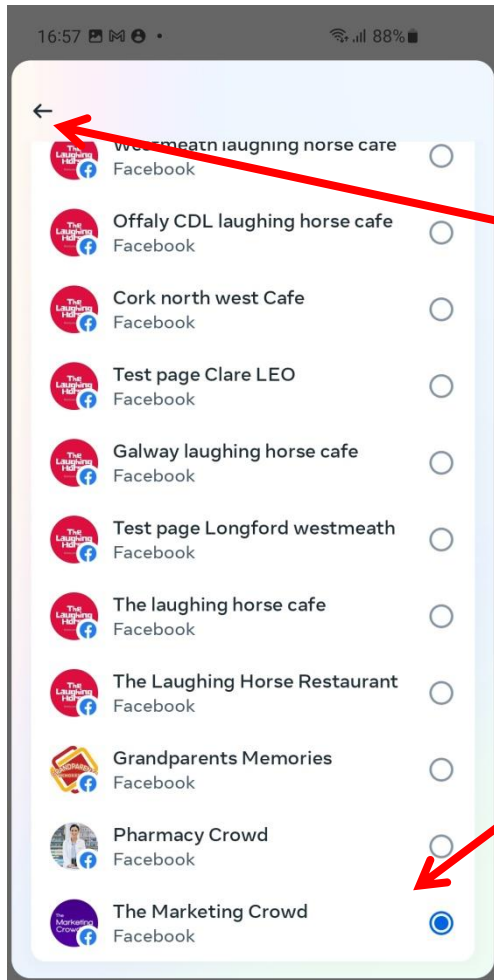 16:57
88%
Westmeath laughing horse cafe
Facebook
Offaly CDL laughing horse cafe
Facebook
Cork north west Cafe
Facebook
Test page Clare LEO
Facebook
Galway laughing horse cafe
Facebook
Test page Longford westmeath
Facebook
The laughing horse cafe
Facebook
The Laughing Horse Restaurant
Facebook
Grandparents Memories
Facebook
Pharmacy Crowd
Facebook
The Marketing Crowd
Facebook